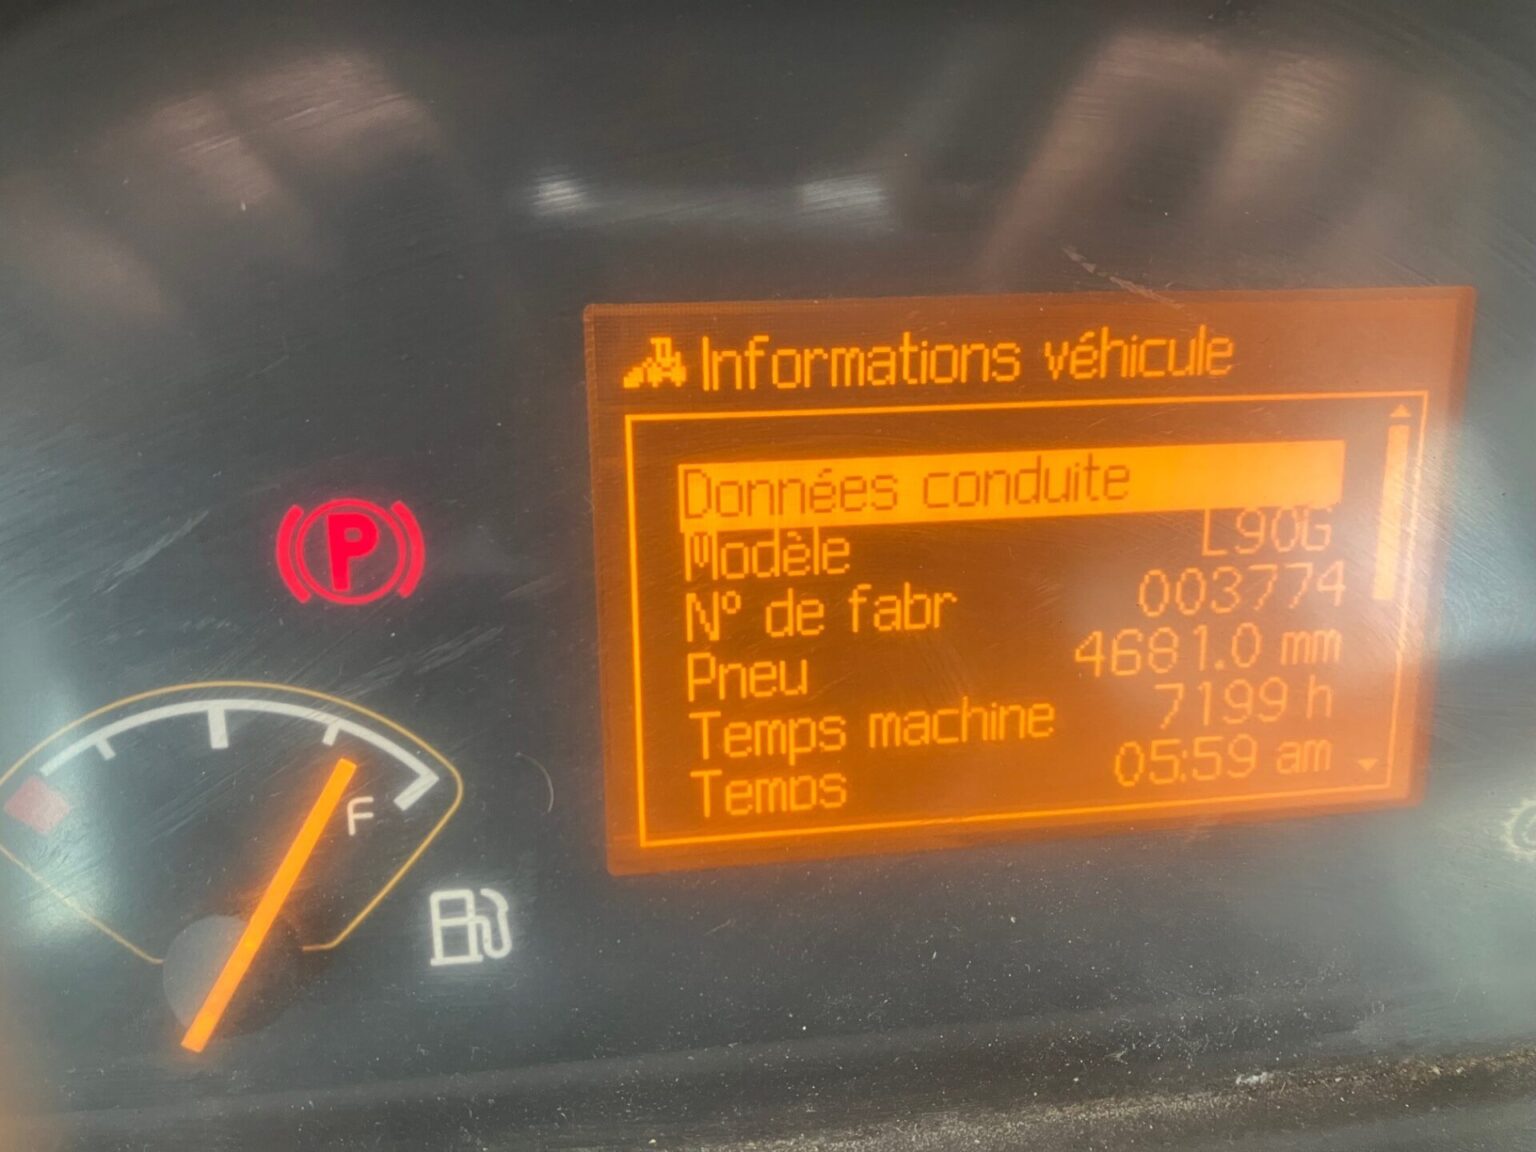 Informations véhicule
Données conduite
Modèle L90G
Nº de fabr 003774
Pneu 4681.0 mm
Temps machine 7199 h
Temps 05:59 am
P
F